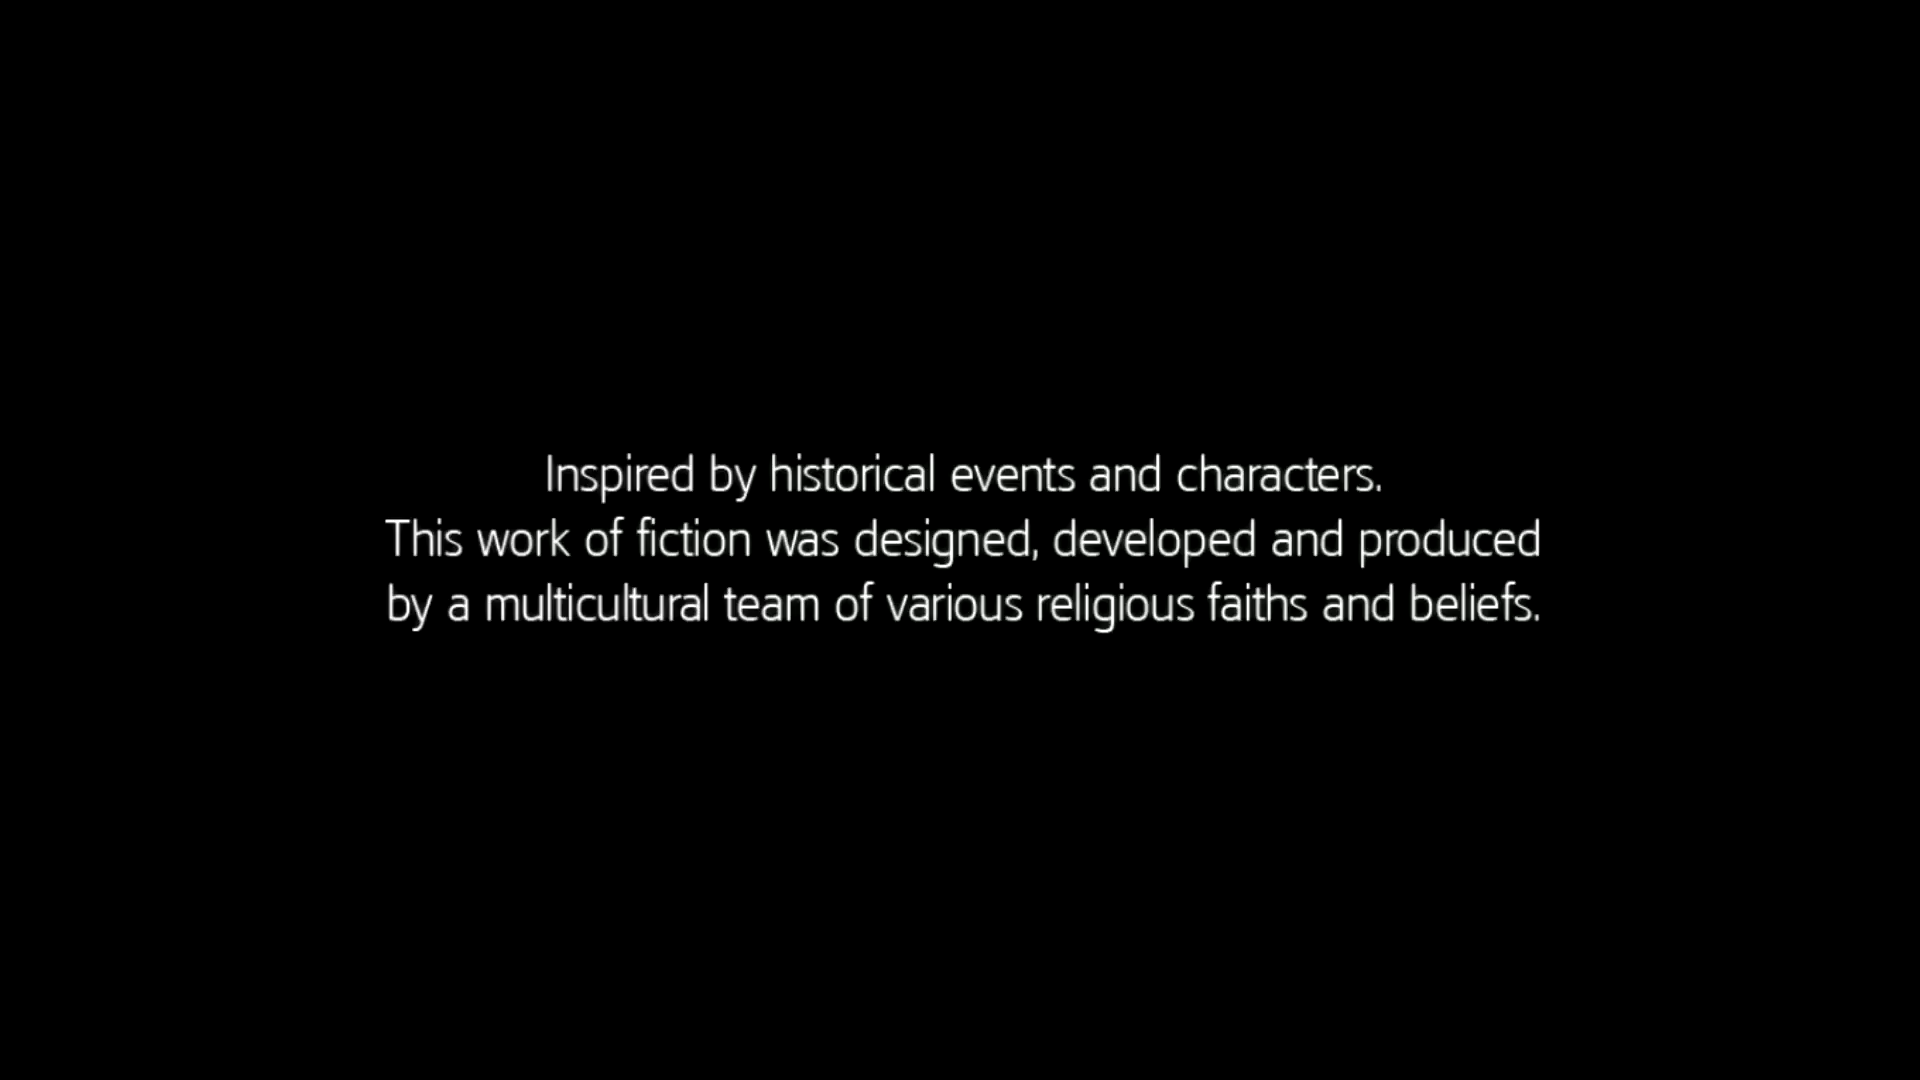 Inspired by historical events and characters.
This work of fiction was designed, developed and produced
by a multicultural team of various religious faiths and beliefs.